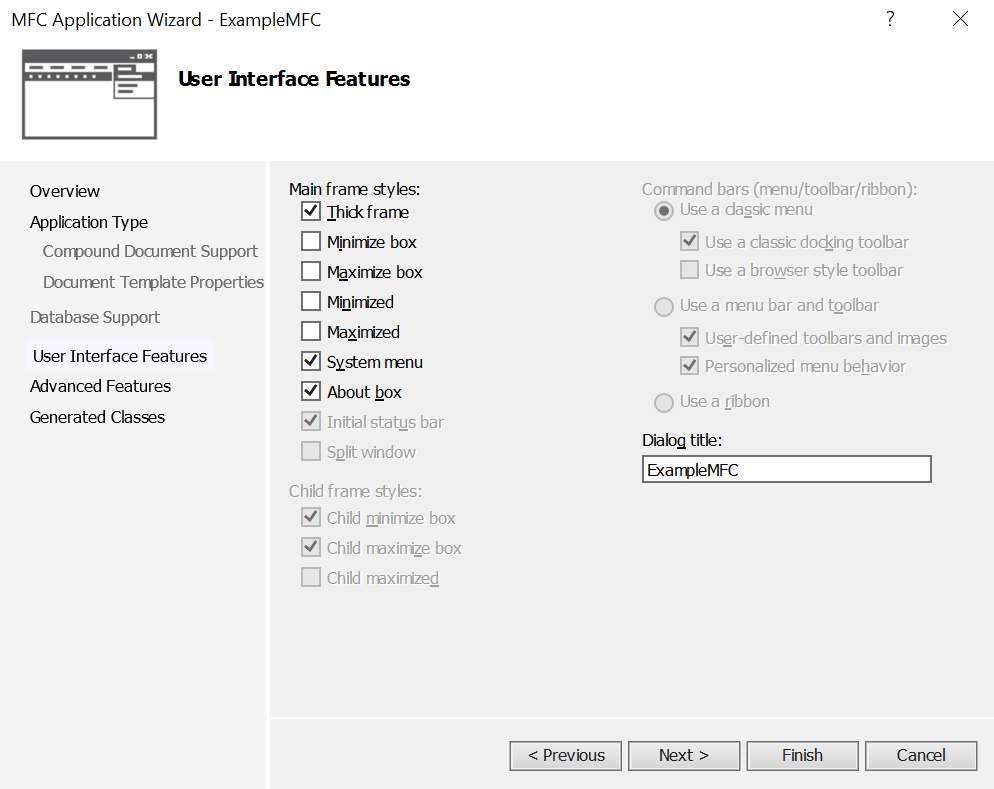 MFC Application Wizard - ExampleMFC
?
User Interface Features
Overview
Application Type
Compound Document Support
Document Template Properties
Database Support
User Interface Features
Advanced Features
Generated Classes
Main frame styles:
Thick frame
Minimize box
Maximize box
Minimized
Maximized
System menu
About box
Initial status bar
Split window
Child frame styles:
Child minimize box
Child maximize box
Child maximized
Command bars (menu/toolbar/ribbon):
Use a classic menu
Use a classic docking toolbar
Use a browser style toolbar
Use a menu bar and toolbar
User-defined toolbars and images
Personalized menu behavior
Use a ribbon
Dialog title:
ExampleMFC
< Previous
Next >
Finish
Cancel